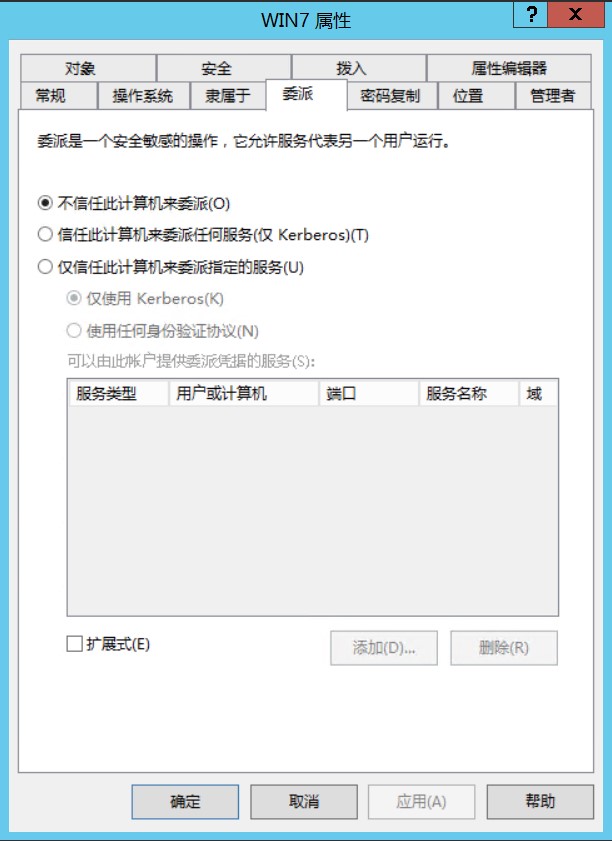 WIN7 属性
?
x
对象 安全 拨入 属性编辑器
常规 操作系统 隶属于 委派 密码复制 位置 管理者
委派是一个安全敏感的操作，它允许服务代表另一个用户运行。
不信任此计算机来委派(O)
信任此计算机来委派任何服务(仅 Kerberos)(T)
仅信任此计算机来委派指定的服务(U)
仅使用 Kerberos(K)
使用任何身份验证协议(N)
可以由此帐户提供委派凭据的服务(S):
服务类型 用户或计算机 端口 服务名称 域
扩展式(E) 添加(D)... 删除(R)
确定 取消 应用(A) 帮助